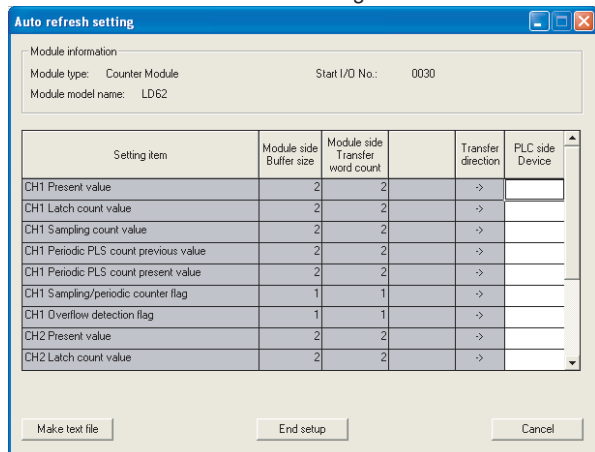 Auto refresh setting
Module information
Module type: Counter Module Start I/O No.: 0030
Module model name: LD62
Setting item Module side Buffer size Module side Transfer word count Transfer direction PLC side Device
CH1 Present value 2 2 ->
CH1 Latch count value 2 2 ->
CH1 Sampling count value 2 2 ->
CH1 Periodic PLS count previous value 2 2 ->
CH1 Periodic PLS count present value 2 2 ->
CH1 Sampling/periodic counter flag 1 1 ->
CH1 Overflow detection flag 1 1 ->
CH2 Present value 2 2 ->
CH2 Latch count value 2 2 ->
Make text file End setup Cancel